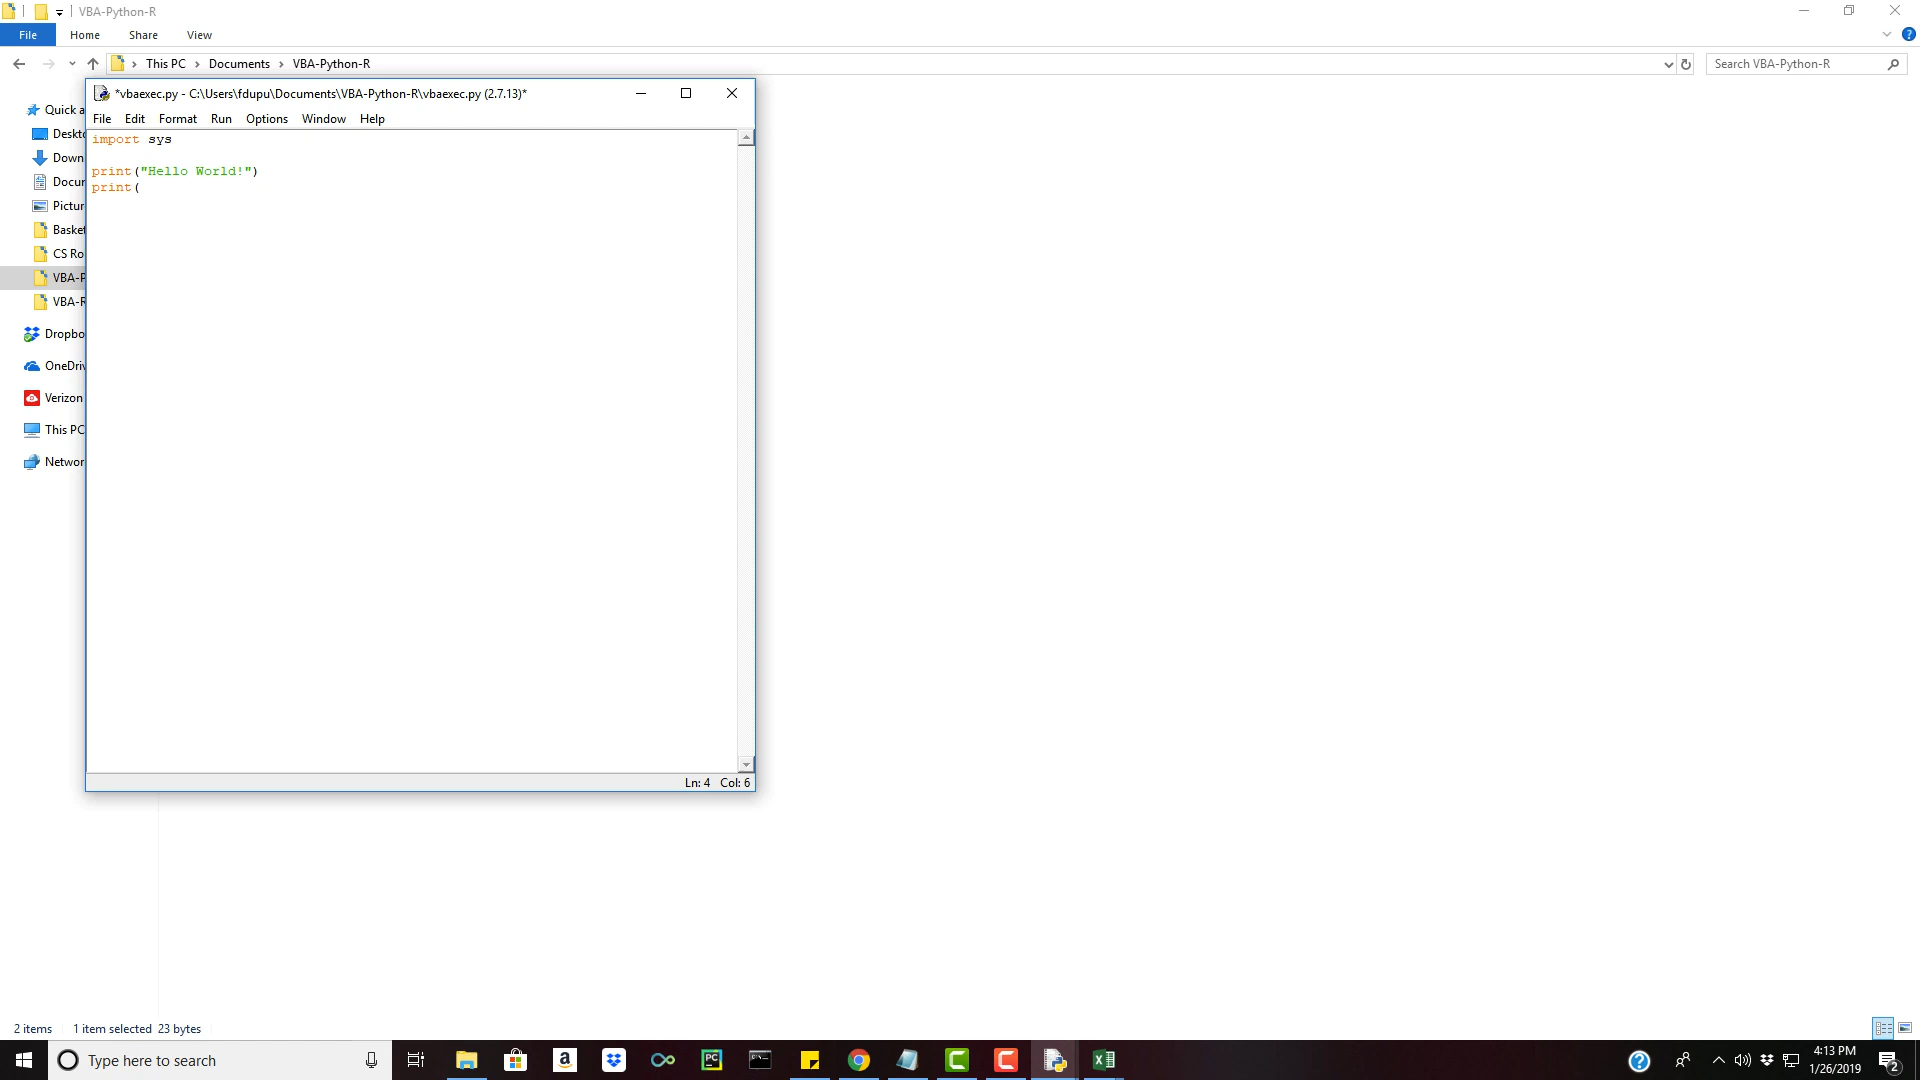 VBA-Python-R
File Home Share View
This PC Documents VBA-Python-R
Search VBA-Python-R
*vbaexec.py - C:\Users\fdupu\Documents\VBA-Python-R\vbaexec.py (2.7.13)*
File Edit Format Run Options Window Help
import sys
print("Hello World!")
print(
Quick a
Deskto
Down
Docur
Pictur
Basket
CS Ro
VBA-P
VBA-R
Dropbo
OneDriv
Verizon
This PC
Networ
Ln: 4 Col: 6
2 items 1 item selected 23 bytes
Type here to search
4:13 PM
1/26/2019
2